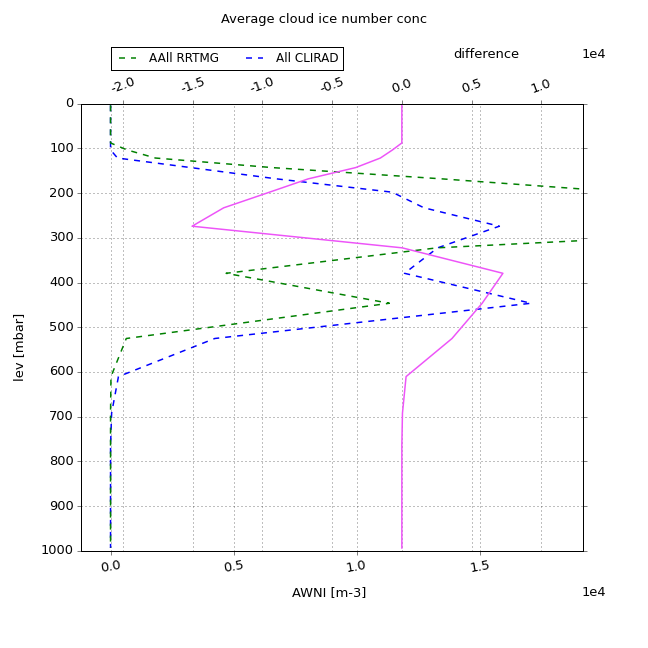 Average cloud ice number conc
AAll RRTMG All CLIRAD
difference 1e4
-2.0 -1.5 -1.0 -0.5 0.0 0.5 1.0
0
100
200
300
400
500
600
700
800
900
1000
lev [mbar]
0.0 0.5 1.0 1.5
AWNI [m-3] 1e4